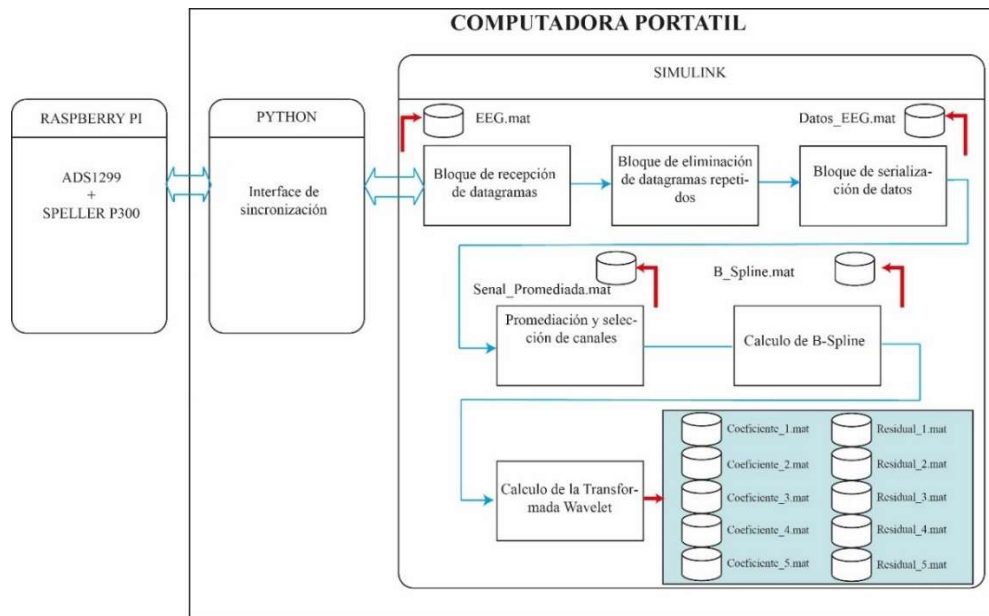 COMPUTADORA PORTATIL
SIMULINK
RASPBERRY PI
ADS1299
+
SPELLER P300
PYTHON
Interface de
sincronización
EEG.mat
Datos_EEG.mat
Bloque de recepción
de datagramas
Bloque de eliminación
de datagramas repeti-
dos
Bloque de serializa-
ción de datos
Senal_Promediada.mat
B_Spline.mat
Promediación y selec-
ción de canales
Calculo de B-Spline
Calculo de la Transfor-
mada Wavelet
Coeficiente_1.mat
Residual_1.mat
Coeficiente_2.mat
Residual_2.mat
Coeficiente_3.mat
Residual_3.mat
Coeficiente_4.mat
Residual_4.mat
Coeficiente_5.mat
Residual_5.mat